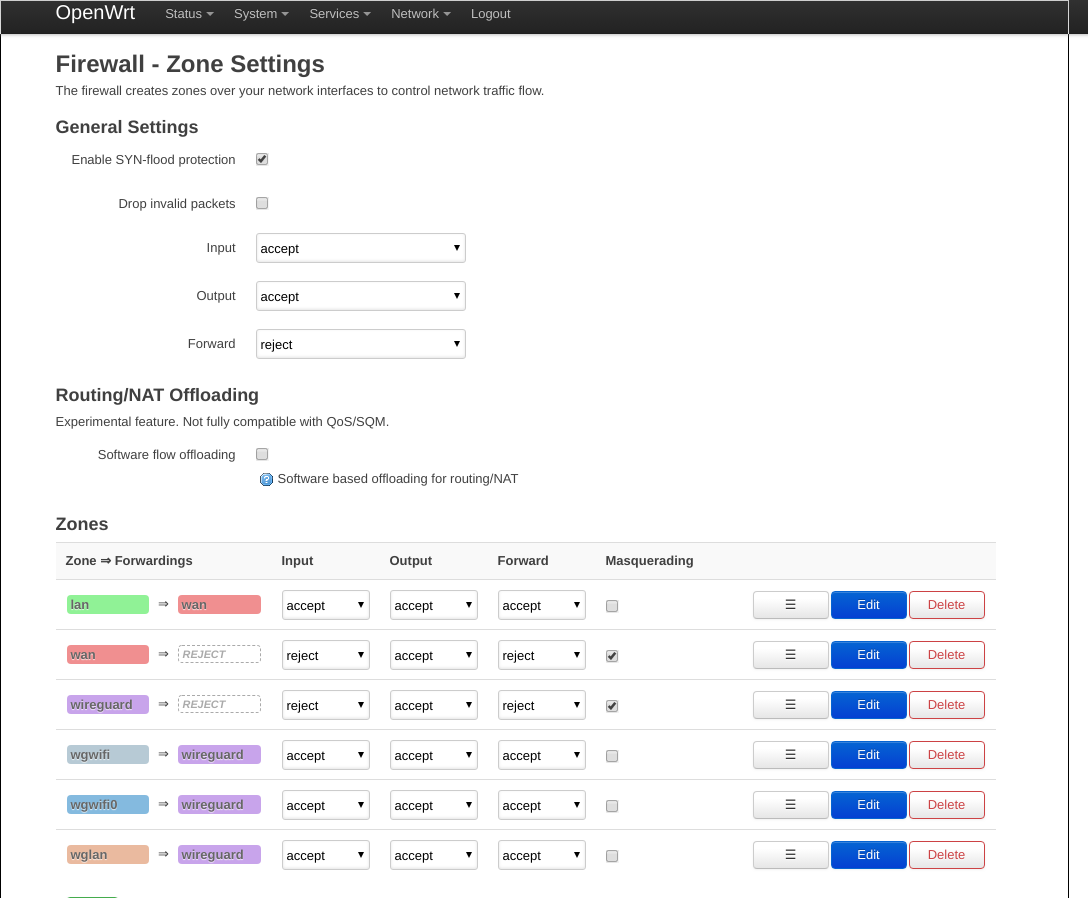 OpenWrt Status System Services Network Logout
Firewall - Zone Settings
The firewall creates zones over your network interfaces to control network traffic flow.
General Settings
Enable SYN-flood protection
Drop invalid packets
Input accept
Output accept
Forward reject
Routing/NAT Offloading
Experimental feature. Not fully compatible with QoS/SQM.
Software flow offloading
Software based offloading for routing/NAT
Zones
Zone ⇒ Forwardings Input Output Forward Masquerading
lan ⇒ wan accept accept accept ☰ Edit Delete
wan ⇒ REJECT reject accept reject ☰ Edit Delete
wireguard ⇒ REJECT reject accept reject ☰ Edit Delete
wgwifi ⇒ wireguard accept accept accept ☰ Edit Delete
wgwifi0 ⇒ wireguard accept accept accept ☰ Edit Delete
wglan ⇒ wireguard accept accept accept ☰ Edit Delete